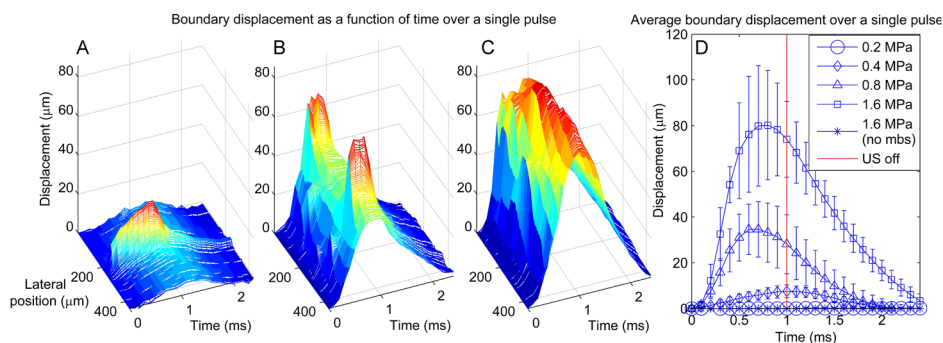 Boundary displacement as a function of time over a single pulse
Average boundary displacement over a single pulse
A
B
C
D
80
60
40
20
0
Displacement (μm)
200
400
Lateral
position (μm)
0
1
2
Time (ms)
80
60
40
20
0
200
400
0
1
2
Time (ms)
80
60
40
20
0
200
400
0
1
2
Time (ms)
120
100
80
60
40
20
0
Displacement (μm)
0
0.5
1
1.5
2
Time (ms)
0.2 MPa
0.4 MPa
0.8 MPa
1.6 MPa
1.6 MPa
(no mbs)
US off